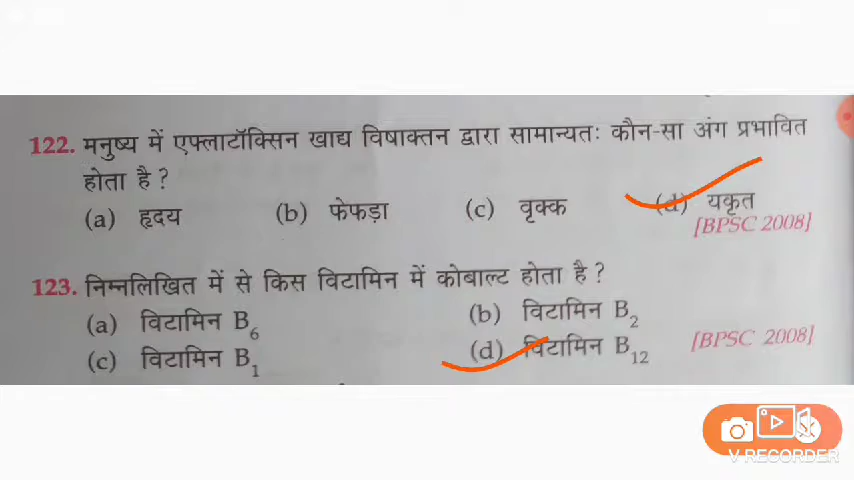 122. मनुष्य में एफ्लाटॉक्सिन खाद्य विषाक्तन द्वारा सामान्यतः कौन-सा अंग प्रभावित
होता है ?
(a) हृदय (b) फेफड़ा (c) वृक्क (d) यकृत
[BPSC 2008]
123. निम्नलिखित में से किस विटामिन में कोबाल्ट होता है ?
(a) विटामिन B6 (b) विटामिन B2
(c) विटामिन B1 (d) विटामिन B12 [BPSC 2008]
V RECORDER